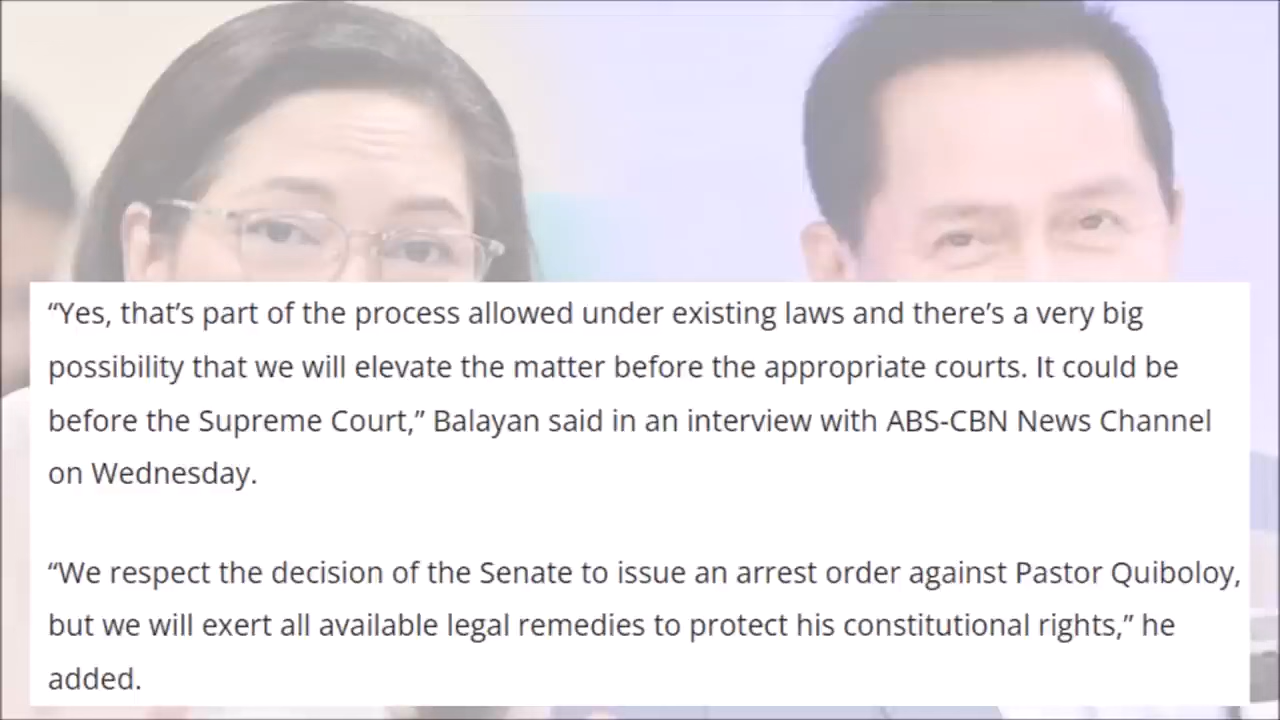 “Yes, that’s part of the process allowed under existing laws and there’s a very big
possibility that we will elevate the matter before the appropriate courts. It could be
before the Supreme Court,” Balayan said in an interview with ABS-CBN News Channel
on Wednesday.
“We respect the decision of the Senate to issue an arrest order against Pastor Quiboloy,
but we will exert all available legal remedies to protect his constitutional rights,” he
added.